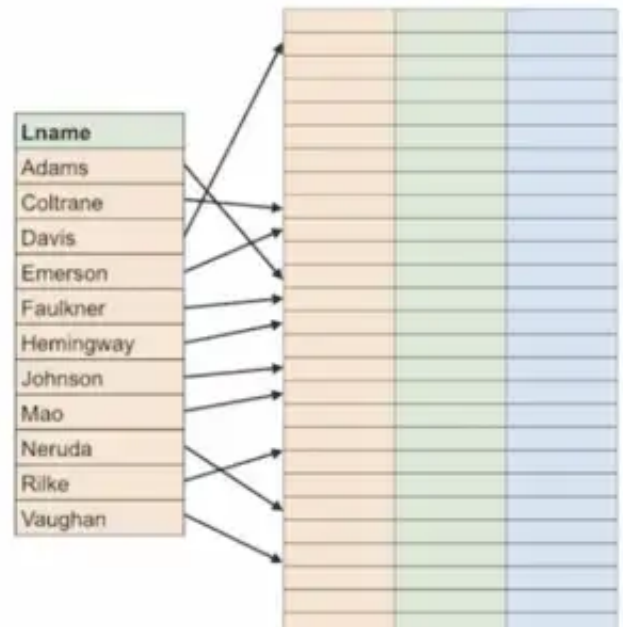 Lname
Adams
Coltrane
Davis
Emerson
Faulkner
Hemingway
Johnson
Mao
Neruda
Rilke
Vaughan